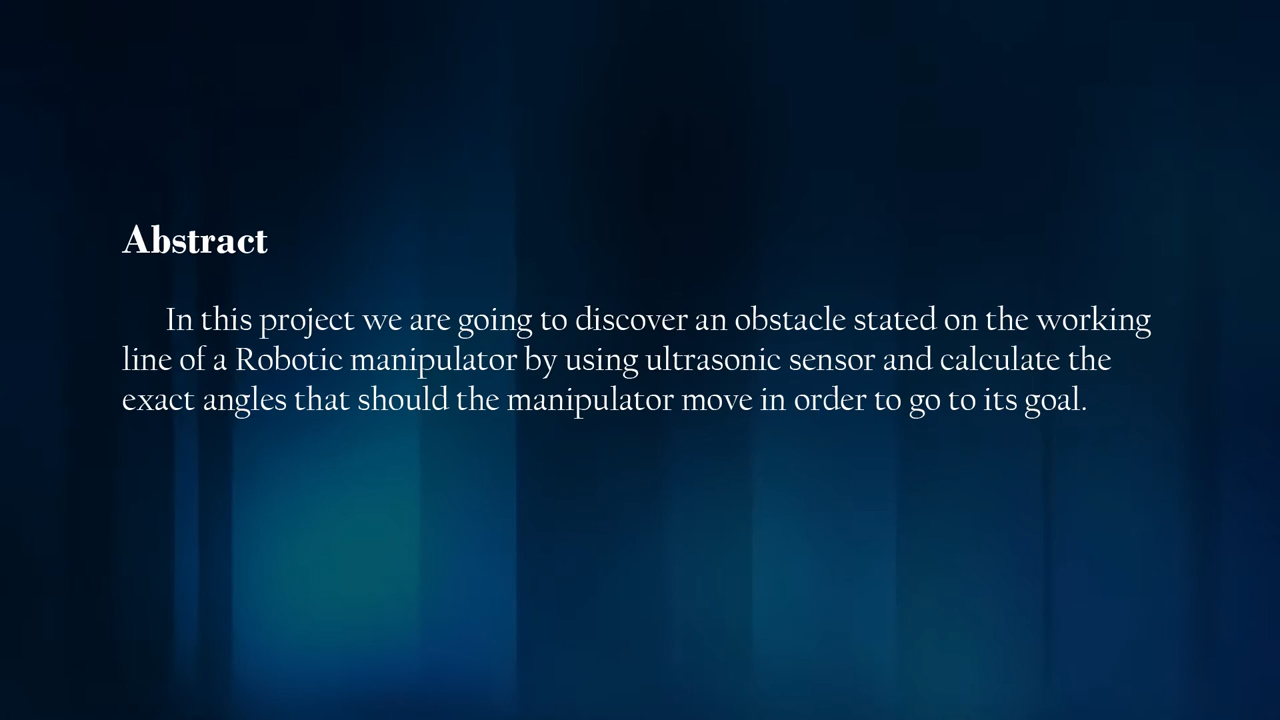 Abstract
In this project we are going to discover an obstacle stated on the working
line of a Robotic manipulator by using ultrasonic sensor and calculate the
exact angles that should the manipulator move in order to go to its goal.